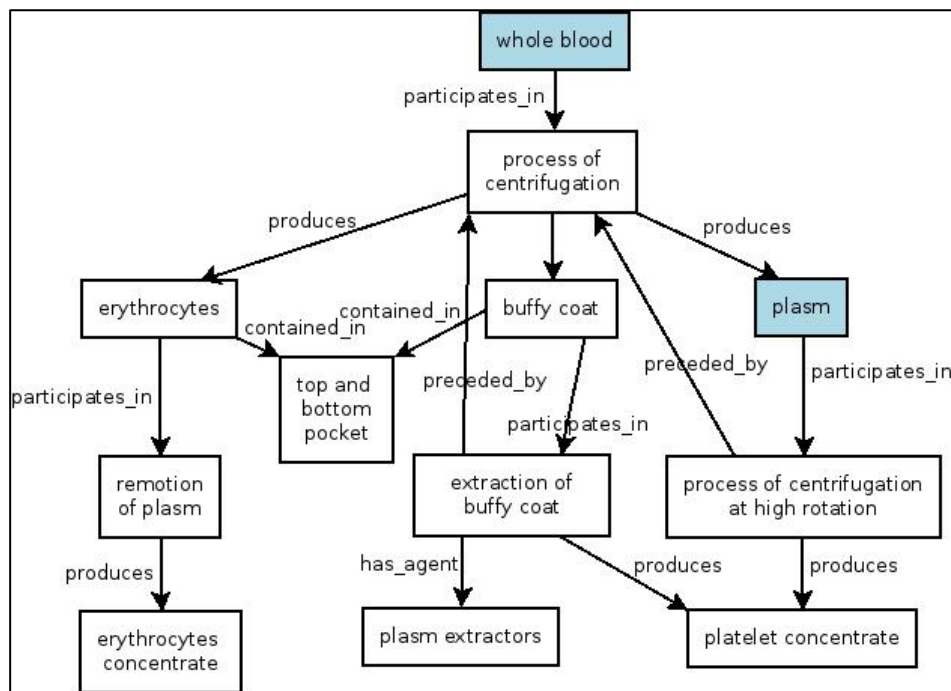 whole blood
participates_in
process of
centrifugation
produces
produces
erythrocytes
contained_in
contained_in
buffy coat
plasm
top and
bottom
pocket
preceded_by
preceded_by
participates_in
participates_in
participates_in
remotion
of plasm
extraction of
buffy coat
process of centrifugation
at high rotation
produces
has_agent
produces
produces
erythrocytes
concentrate
plasm extractors
platelet concentrate